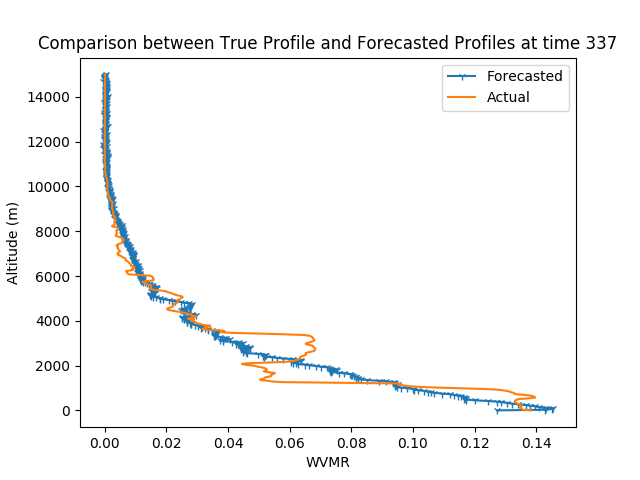 Comparison between True Profile and Forecasted Profiles at time 337
Forecasted
Actual
14000
12000
10000
8000
6000
4000
2000
0
Altitude (m)
0.00 0.02 0.04 0.06 0.08 0.10 0.12 0.14
WVMR